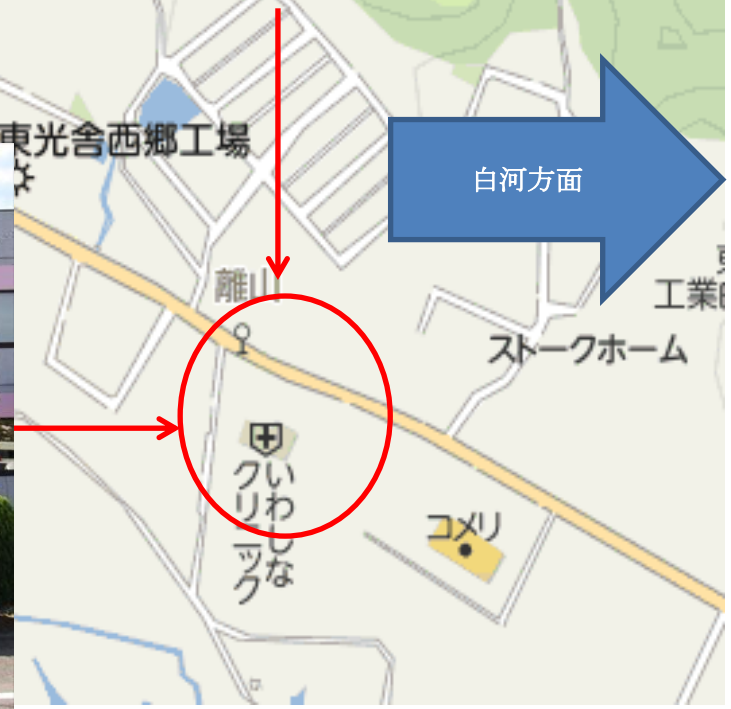 東光舎西郷工場
白河方面
離山
工業
ストークホーム
いわしな
クリニック
コメリ